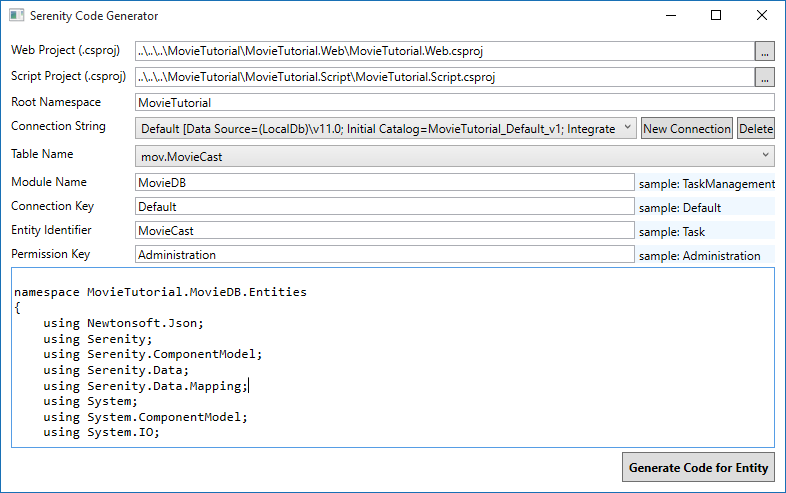 Serenity Code Generator
Web Project (.csproj) ..\..\..\MovieTutorial\MovieTutorial.Web\MovieTutorial.Web.csproj ...
Script Project (.csproj) ..\..\..\MovieTutorial\MovieTutorial.Script\MovieTutorial.Script.csproj ...
Root Namespace MovieTutorial
Connection String Default [Data Source=(LocalDb)\v11.0; Initial Catalog=MovieTutorial_Default_v1; Integrate New Connection Delete
Table Name mov.MovieCast
Module Name MovieDB sample: TaskManagement
Connection Key Default sample: Default
Entity Identifier MovieCast sample: Task
Permission Key Administration sample: Administration
namespace MovieTutorial.MovieDB.Entities
{
using Newtonsoft.Json;
using Serenity;
using Serenity.ComponentModel;
using Serenity.Data;
using Serenity.Data.Mapping;
using System;
using System.ComponentModel;
using System.IO;
Generate Code for Entity